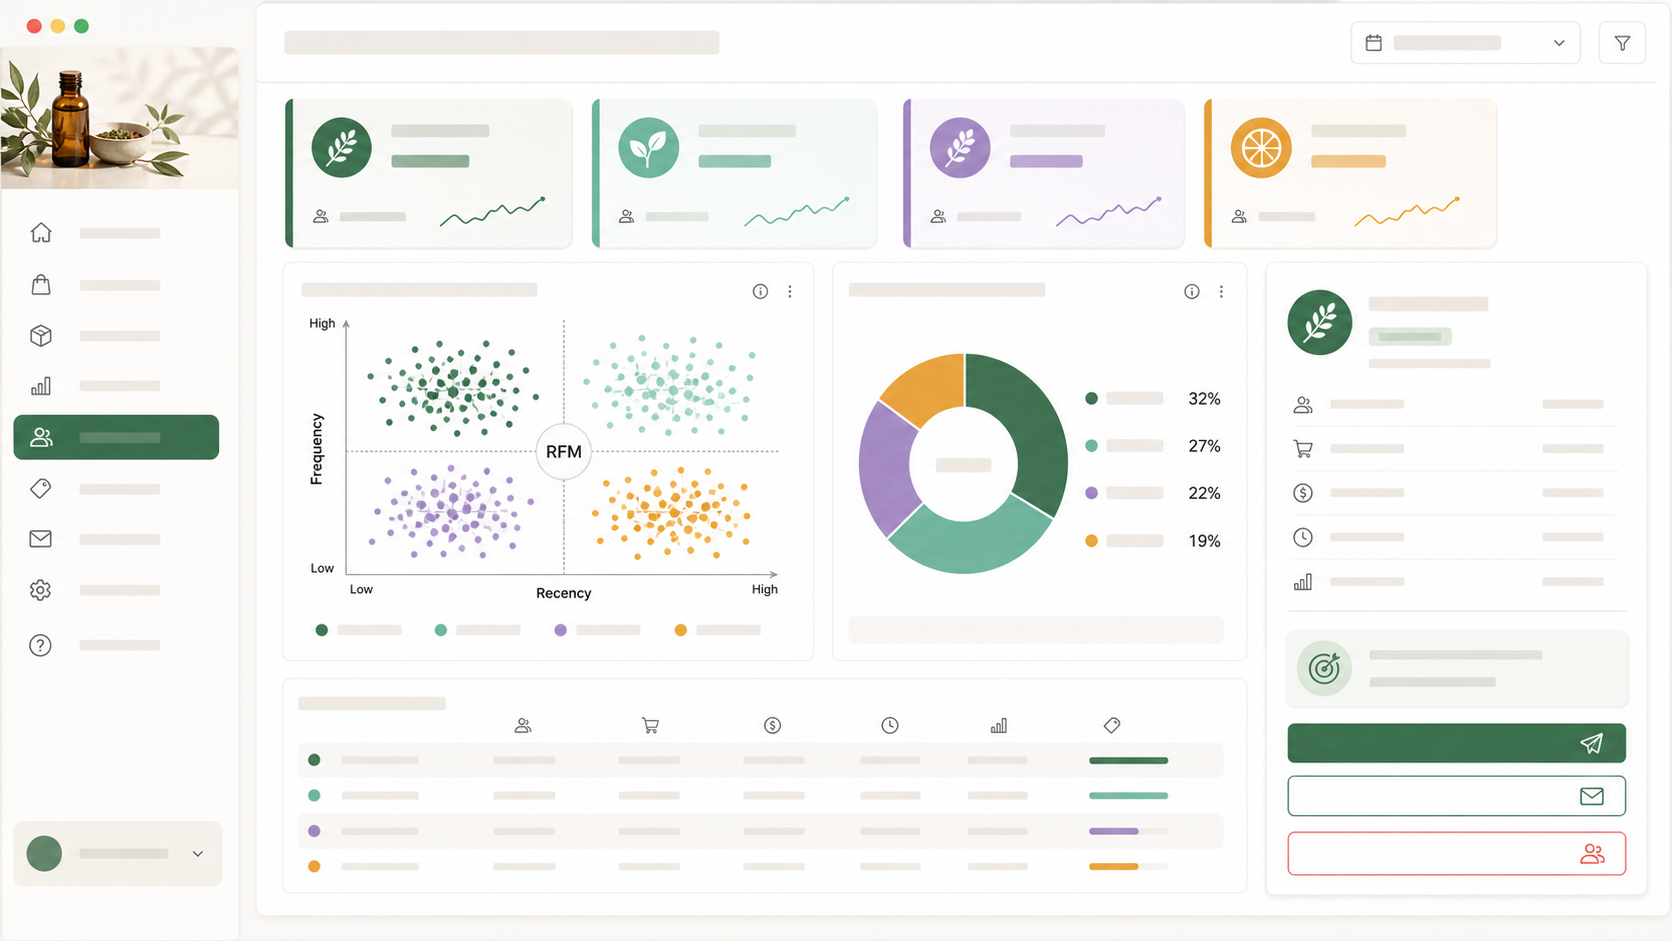 High
Frequency
RFM
Low
Low
Recency
High
32%
27%
22%
19%